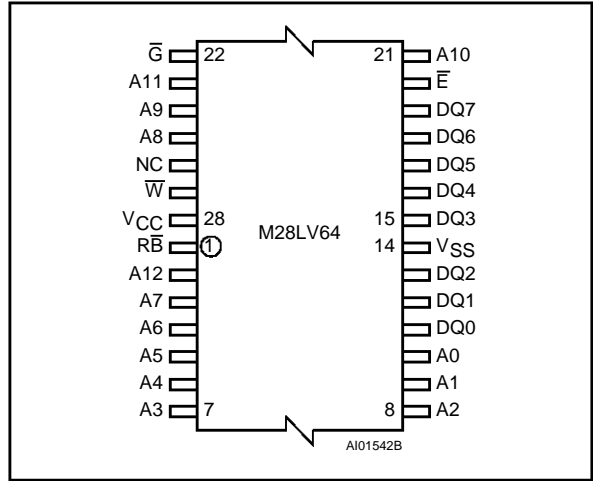 G̅ 22 21 A10
A11 E̅
A9 DQ7
A8 DQ6
NC DQ5
W̅ DQ4
VCC 28 M28LV64 15 DQ3
RB̅ 1 14 VSS
A12 DQ2
A7 DQ1
A6 DQ0
A5 A0
A4 A1
A3 7 8 A2
AI01542B